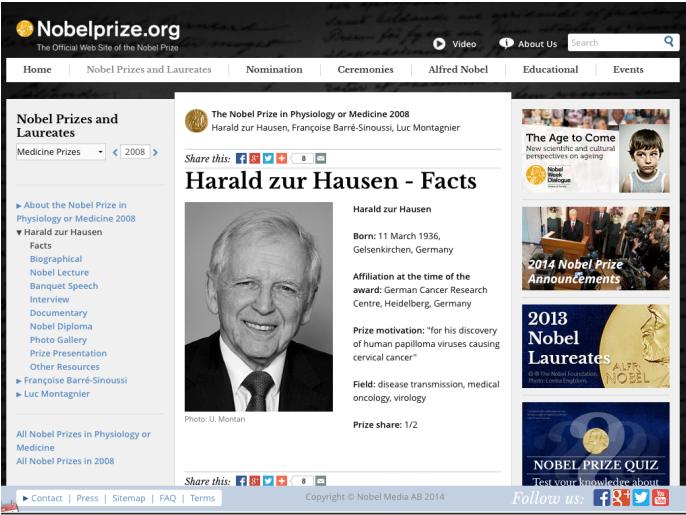 Nobelprize.org
The Official Web Site of the Nobel Prize
Video
About Us
Search
Home
Nobel Prizes and Laureates
Nomination
Ceremonies
Alfred Nobel
Educational
Events
Nobel Prizes and
Laureates
Medicine Prizes
2008
About the Nobel Prize in
Physiology or Medicine 2008
Harald zur Hausen
Facts
Biographical
Nobel Lecture
Banquet Speech
Interview
Documentary
Nobel Diploma
Photo Gallery
Prize Presentation
Other Resources
Françoise Barré-Sinoussi
Luc Montagnier
All Nobel Prizes in Physiology or
Medicine
All Nobel Prizes in 2008
The Nobel Prize in Physiology or Medicine 2008
Harald zur Hausen, Françoise Barré-Sinoussi, Luc Montagnier
Share this: 8
Harald zur Hausen - Facts
Photo: U. Montan
Harald zur Hausen
Born: 11 March 1936,
Gelsenkirchen, Germany
Affiliation at the time of the
award: German Cancer Research
Centre, Heidelberg, Germany
Prize motivation: "for his discovery
of human papilloma viruses causing
cervical cancer"
Field: disease transmission, medical
oncology, virology
Prize share: 1/2
Share this: 8
The Age to Come
New scientific and cultural
perspectives on ageing
Nobel
Week
Dialogue
2014 Nobel Prize
Announcements
2013
Nobel
Laureates
© ® The Nobel Foundation.
Photo: Lovisa Engblom.
ALFR.
NOBEL
NOBEL PRIZE QUIZ
Test your knowledge about
Contact | Press | Sitemap | FAQ | Terms
Copyright © Nobel Media AB 2014
Follow us: